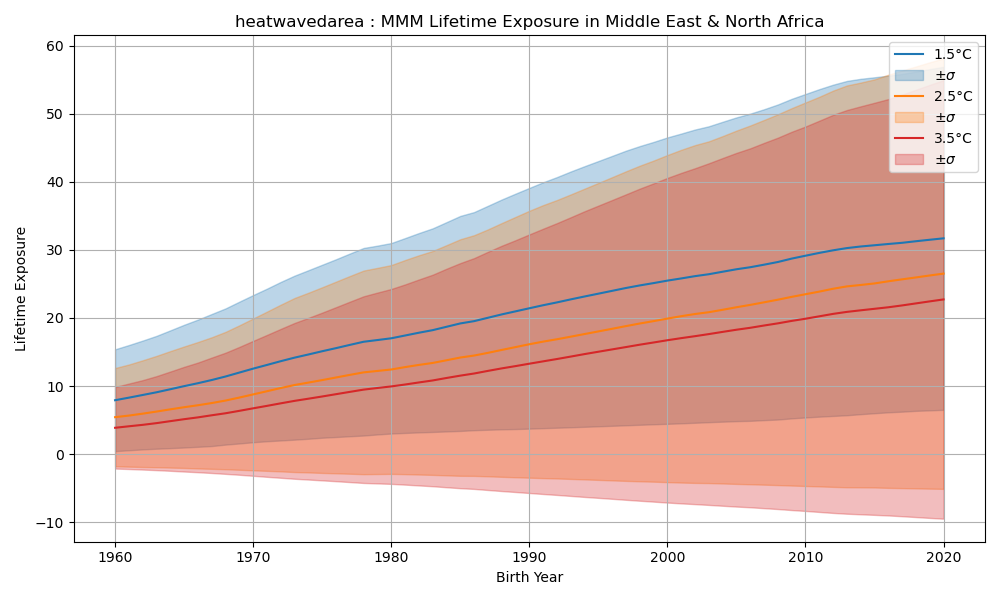 heatwavedarea : MMM Lifetime Exposure in Middle East & North Africa
1.5°C
±σ
2.5°C
±σ
3.5°C
±σ
Lifetime Exposure
60
50
40
30
20
10
0
−10
1960 1970 1980 1990 2000 2010 2020
Birth Year